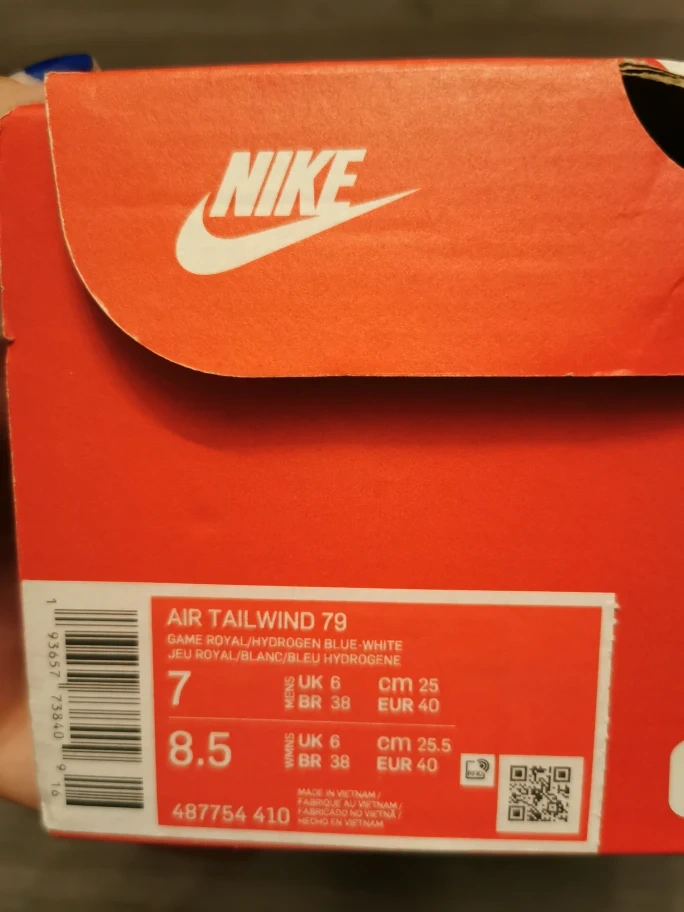 NIKE
AIR TAILWIND 79
GAME ROYAL/HYDROGEN BLUE-WHITE
JEU ROYAL/BLANC/BLEU HYDROGENE
7 MENS UK 6 cm 25
BR 38 EUR 40
8.5 WMNS UK 6 cm 25.5
BR 38 EUR 40
487754 410
MADE IN VIETNAM /
FABRIQUE AU VIETNAM /
FABRICADO NO VIETNÃ /
HECHO EN VIETNAM
1 93657 73840 9 16